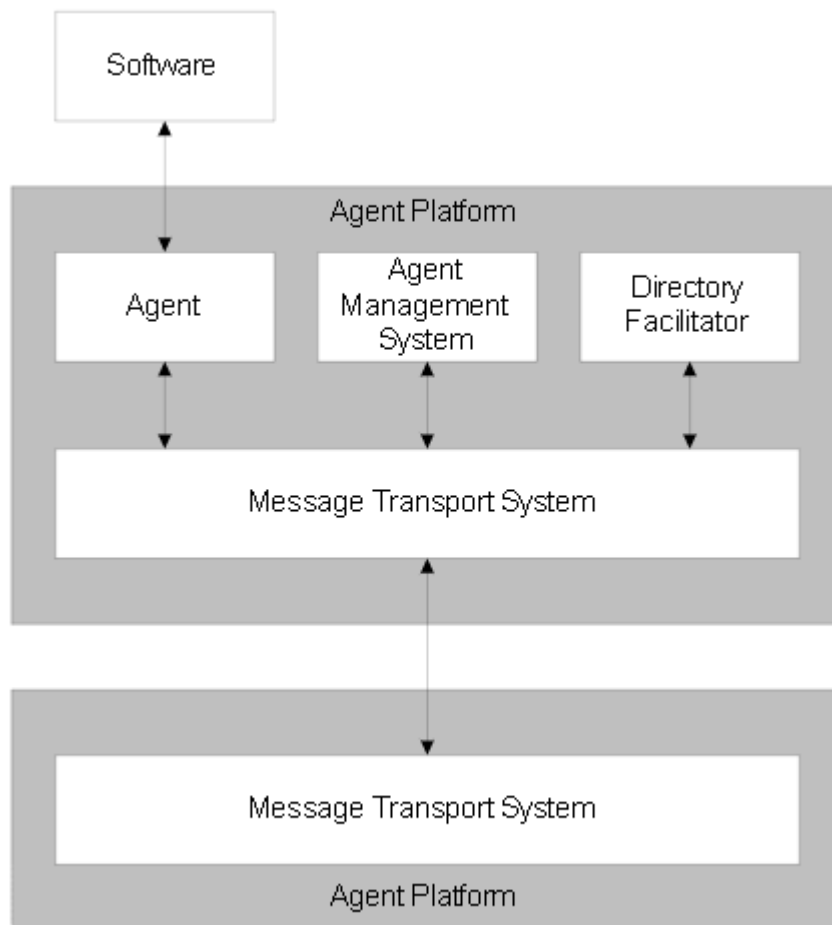 Software
Agent Platform
Agent
Agent
Management
System
Directory
Facilitator
Message Transport System
Message Transport System
Agent Platform